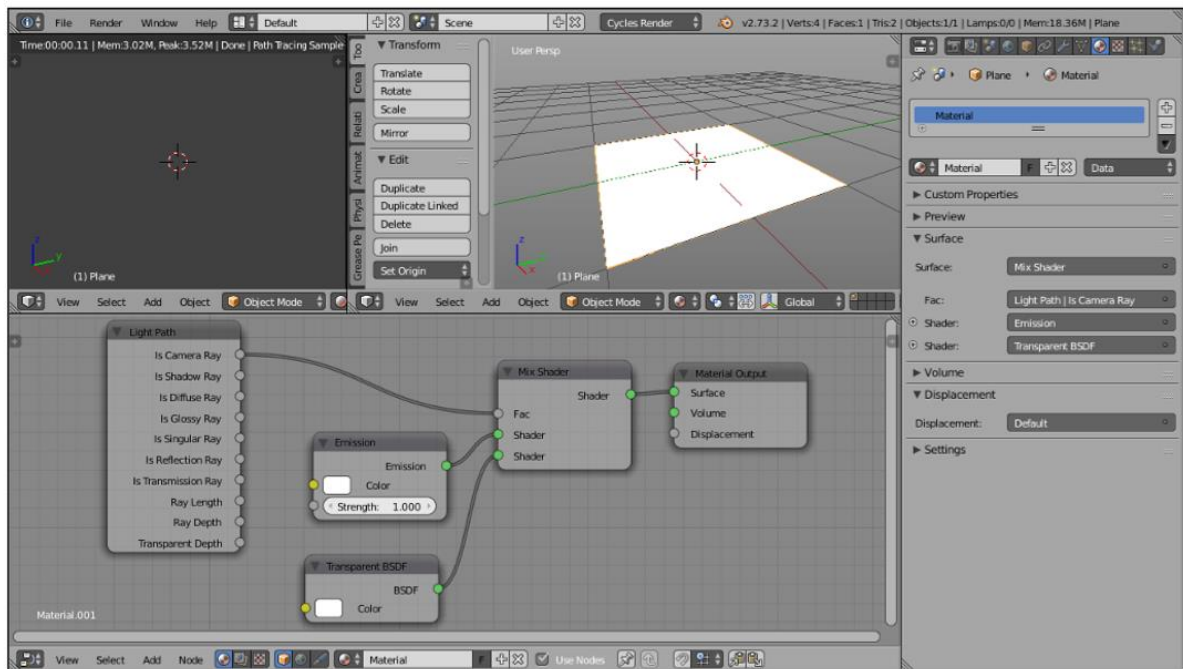 File Render Window Help Default Scene Cycles Render v2.73.2 | Verts:4 | Faces:1 | Tris:2 | Objects:1/1 | Lamps:0/0 | Mem:18.36M | Plane
Time:00:00.11 | Mem:3.02M, Peak:3.52M | Done | Path Tracing Sample
(1) Plane
View Select Add Object Object Mode
Too
Crea
Relati
Animat
Physi
Grease Pe
Transform
Translate
Rotate
Scale
Mirror
Edit
Duplicate
Duplicate Linked
Delete
Join
Set Origin
User Persp
(1) Plane
View Select Add Object Object Mode Global
Light Path
Is Camera Ray
Is Shadow Ray
Is Diffuse Ray
Is Glossy Ray
Is Singular Ray
Is Reflection Ray
Is Transmission Ray
Ray Length
Ray Depth
Transparent Depth
Emission
Emission
Color
Strength: 1.000
Transparent BSDF
BSDF
Color
Mix Shader
Shader
Fac
Shader
Shader
Material Output
Surface
Volume
Displacement
Material.001
View Select Add Node Material F Use Nodes
Plane Material
Material
Material F Data
Custom Properties
Preview
Surface
Surface: Mix Shader
Fac: Light Path | Is Camera Ray
Shader: Emission
Shader: Transparent BSDF
Volume
Displacement
Displacement: Default
Settings
z
y
z
y
x